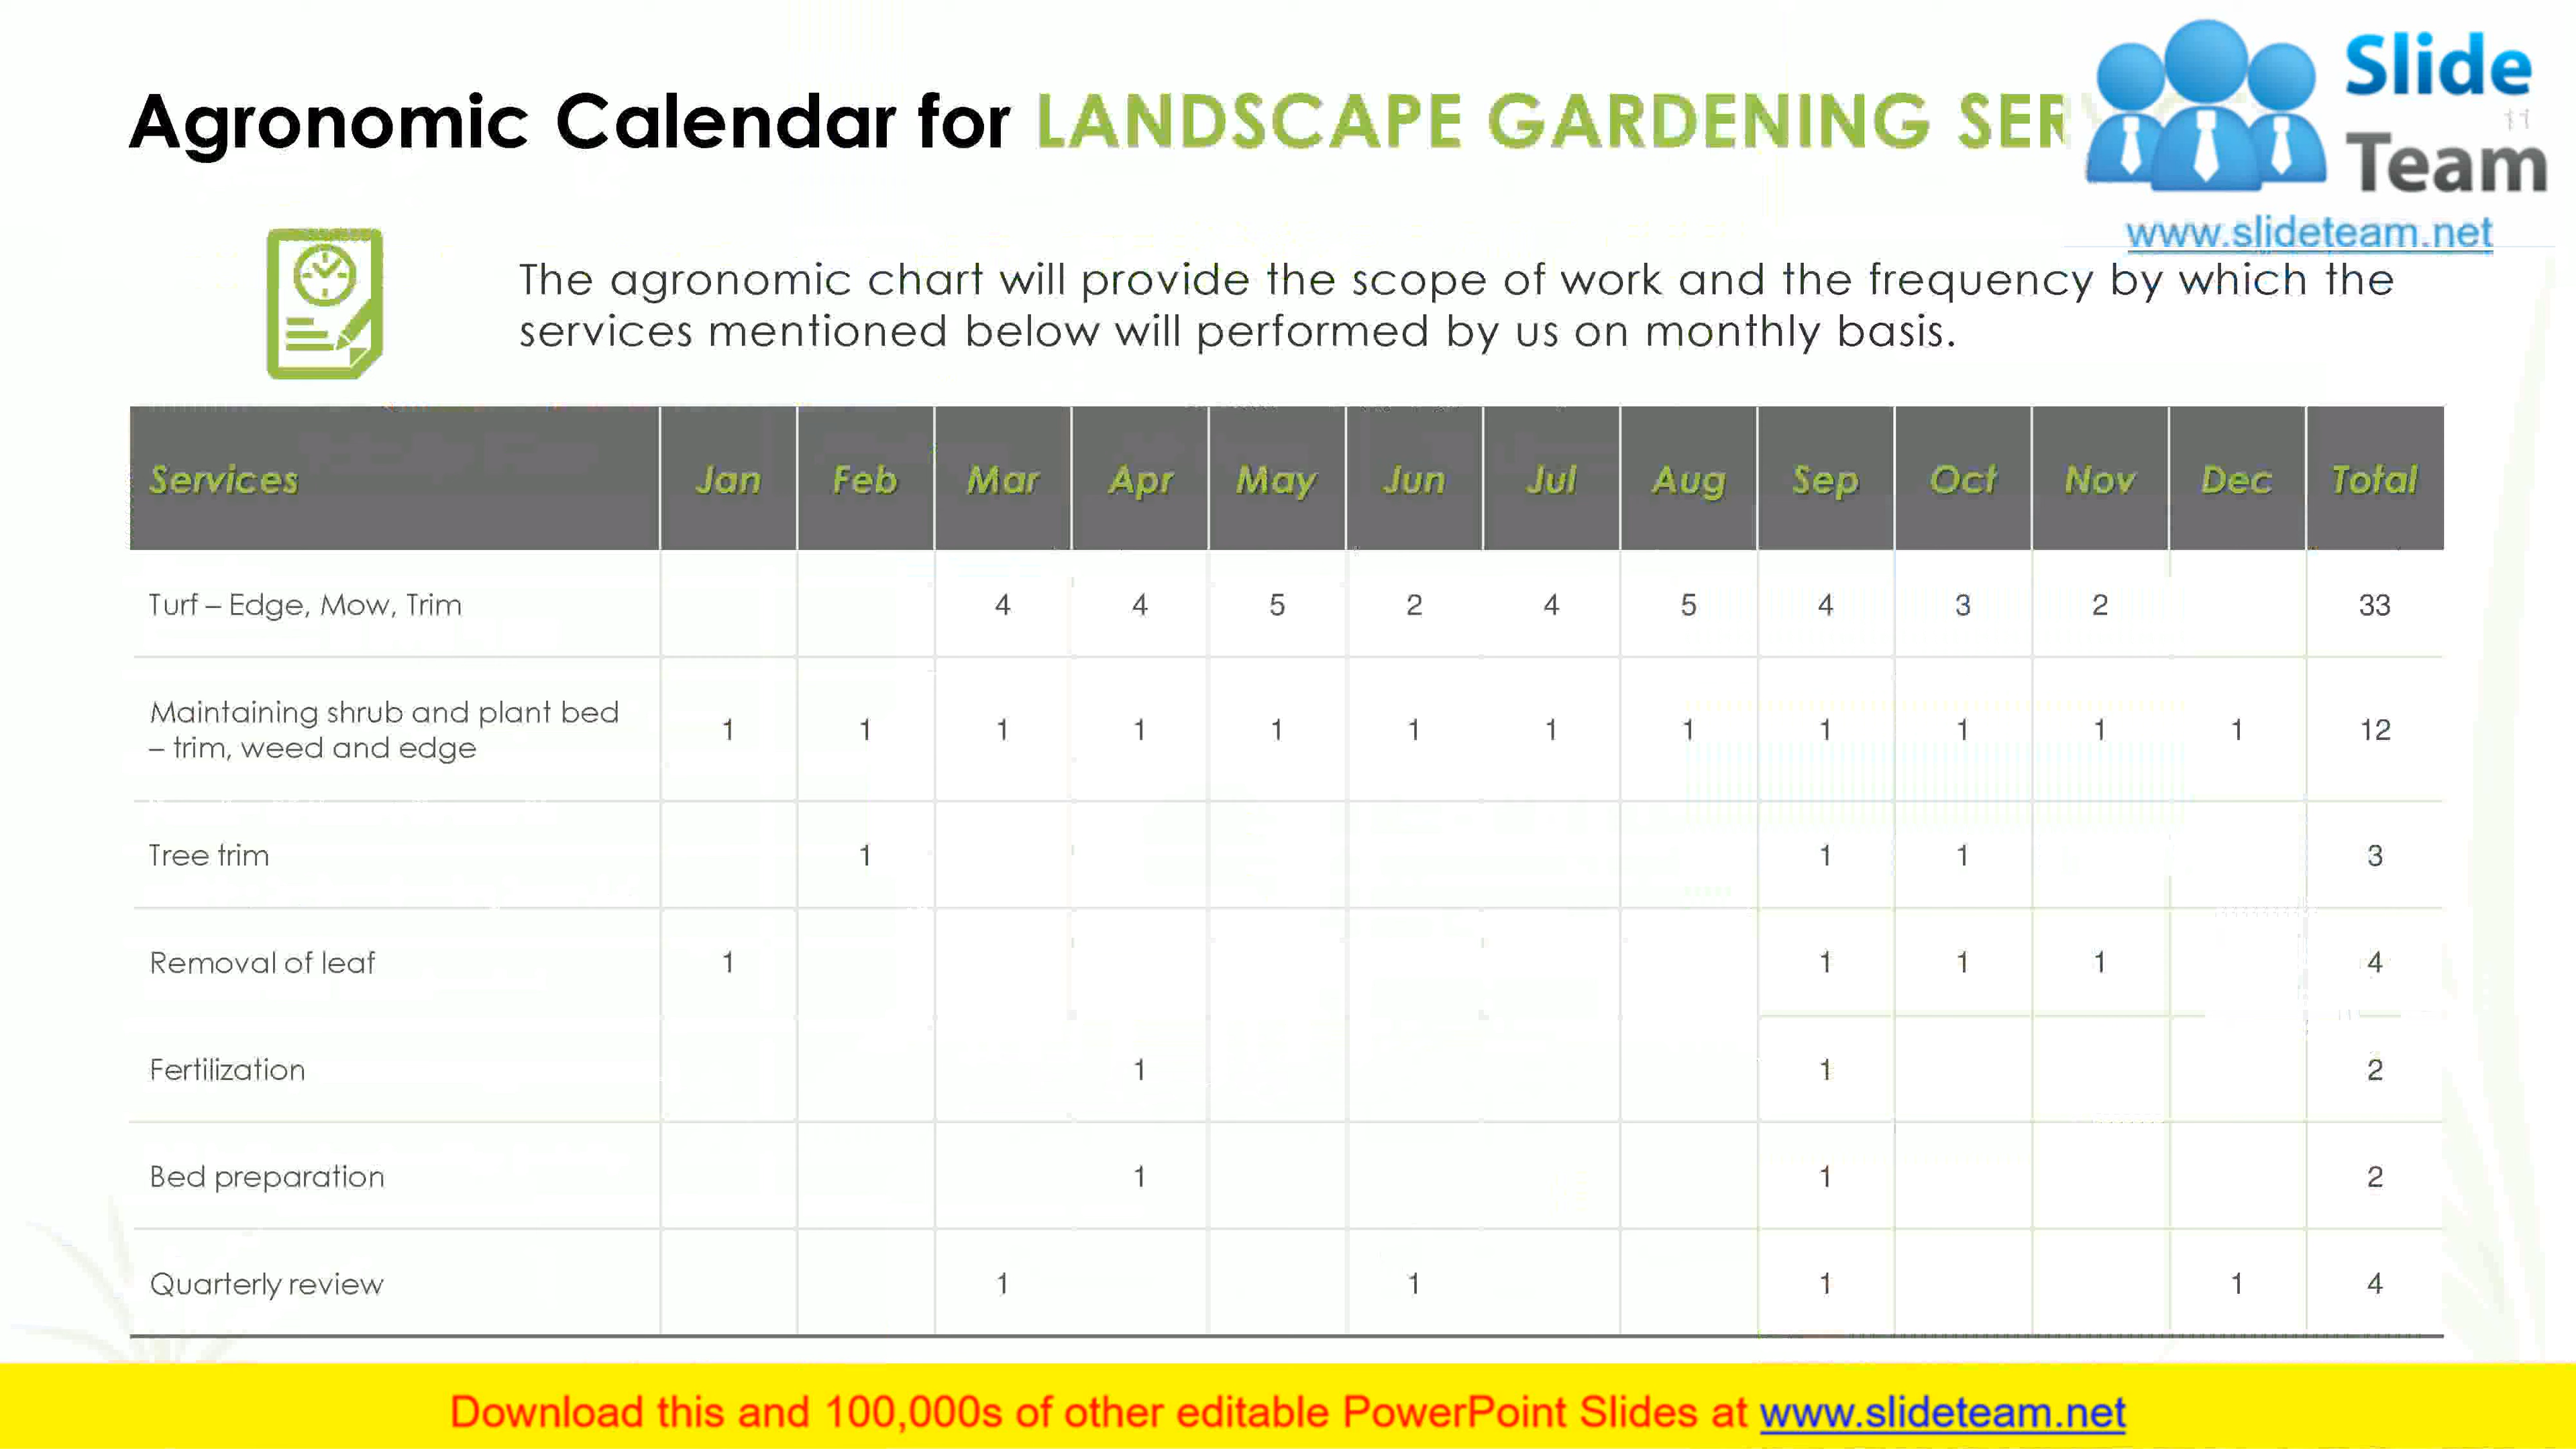 Agronomic Calendar for LANDSCAPE GARDENING
Slide
Team
11
www.slideteam.net
The agronomic chart will provide the scope of work and the frequency by which the
services mentioned below will performed by us on monthly basis.
Services Jan Feb Mar Apr May Jun Jul Aug Sep Oct Nov Dec Total
Turf – Edge, Mow, Trim 4 4 5 2 4 5 4 3 2 33
Maintaining shrub and plant bed
– trim, weed and edge 1 1 1 1 1 1 1 1 1 1 1 1 12
Tree trim 1 1 1 3
Removal of leaf 1 1 1 1 4
Fertilization 1 1 2
Bed preparation 1 1 2
Quarterly review 1 1 1 1 4
Download this and 100,000s of other editable PowerPoint Slides at www.slideteam.net